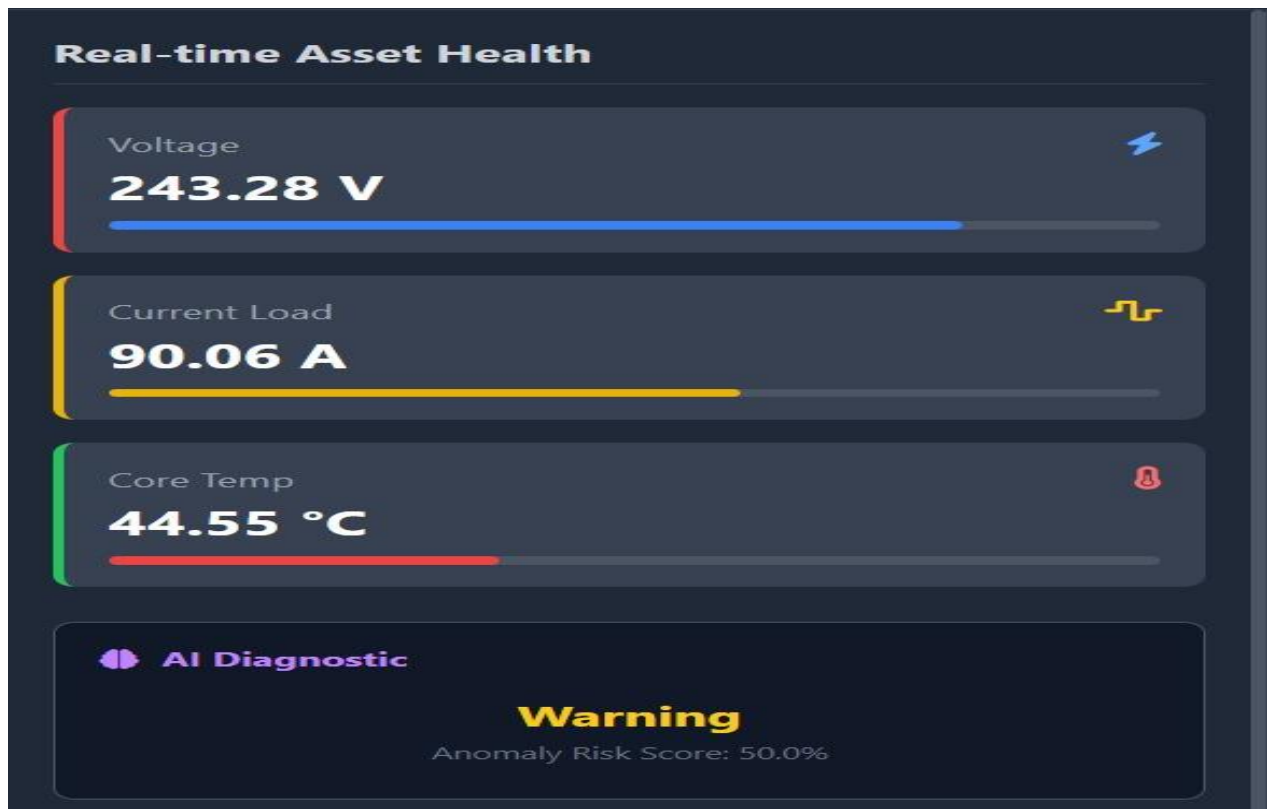 Real-time Asset Health
Voltage
243.28 V
Current Load
90.06 A
Core Temp
44.55 °C
AI Diagnostic
Warning
Anomaly Risk Score: 50.0%